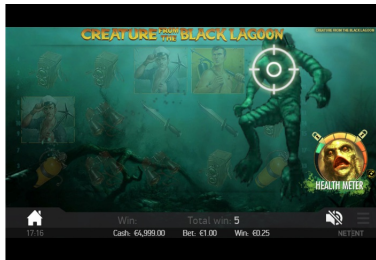 CREATURE FROM THE BLACK LAGOON
CREATURE FROM THE BLACK LAGOON
HEALTH METER
Win:
Total win: 5
17:16
Cash: €4,999.00
Bet: €1.00
Win: €0.25
NETENT